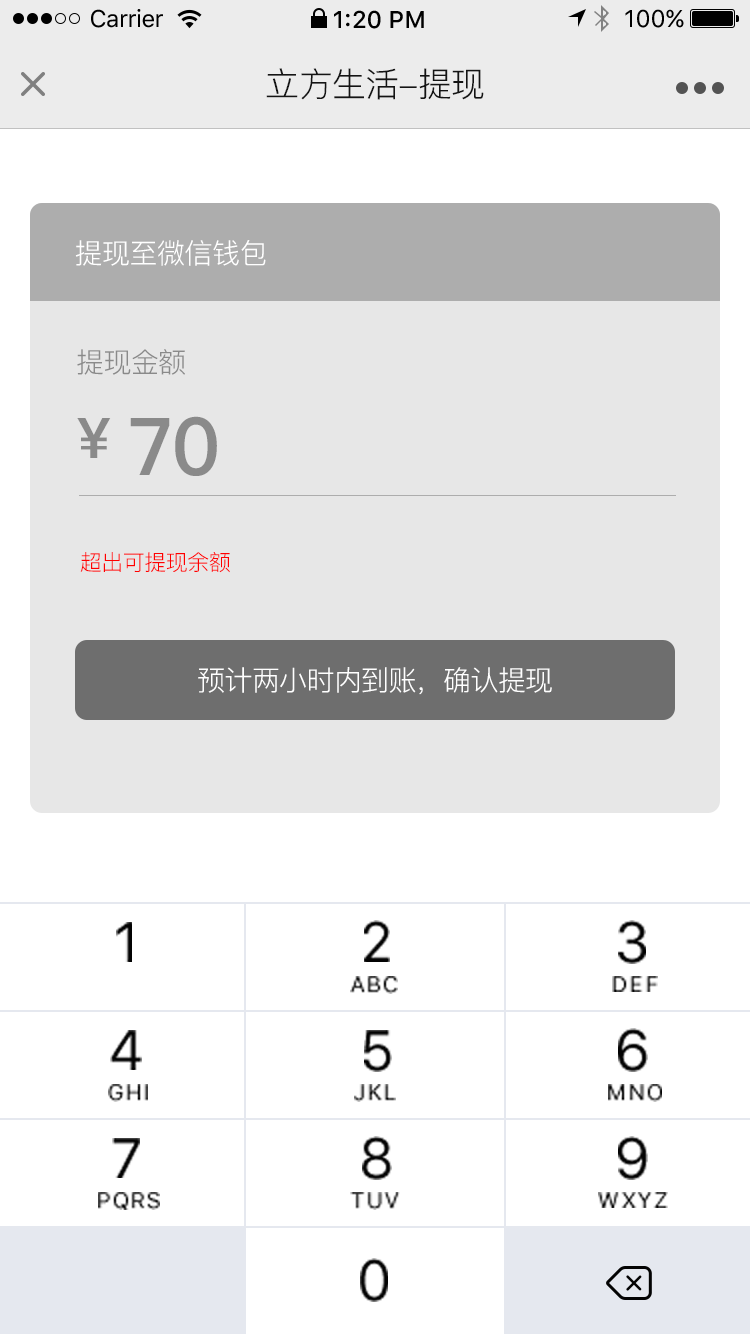 Carrier 1:20 PM 100%
立方生活–提现
提现至微信钱包
提现金额
¥ 70
超出可提现余额
预计两小时内到账，确认提现
1 2 3
ABC DEF
4 5 6
GHI JKL MNO
7 8 9
PQRS TUV WXYZ
0